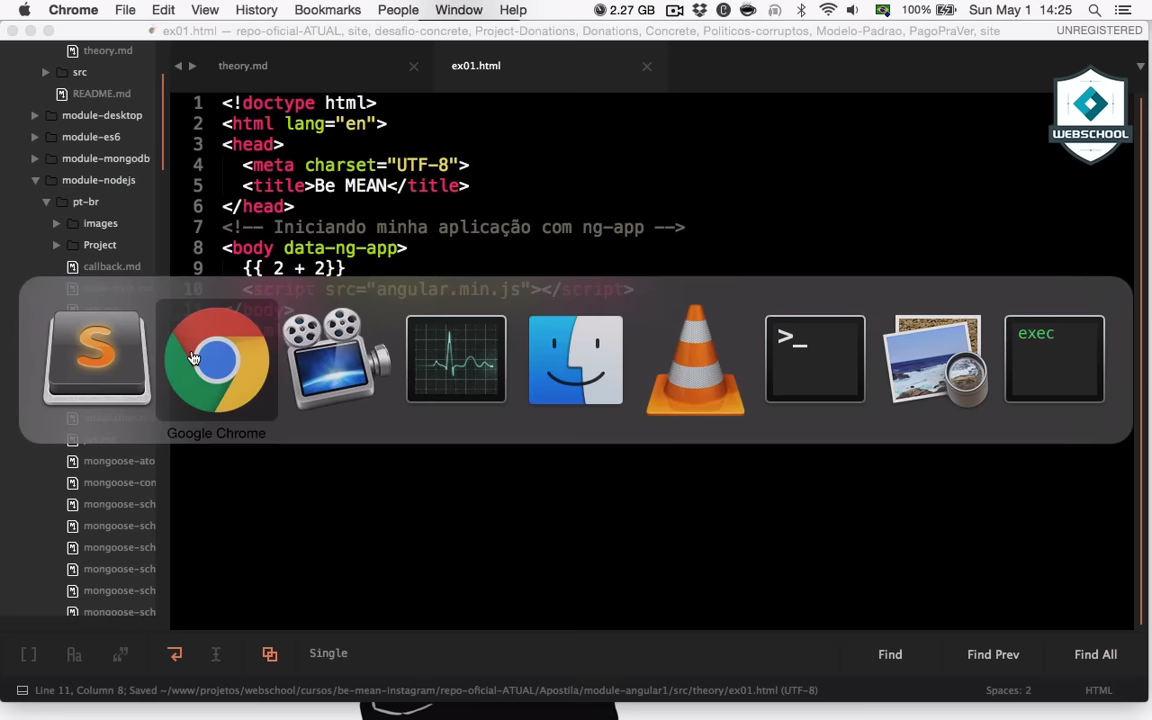 Chrome File Edit View History Bookmarks People Window Help 2.27 GB 100% Sun May 1 14:25
ex01.html — repo-oficial-ATUAL, site, desafio-concrete, Project-Donations, Donations, Concrete, Politicos-corruptos, Modelo-Padrao, PagoPraVer, site UNREGISTERED
theory.md
src
README.md
module-desktop
module-es6
module-mongodb
module-nodejs
pt-br
images
Project
callback.md
mongoose-ato
mongoose-con
mongoose-sch
mongoose-sch
mongoose-sch
mongoose-sch
mongoose-sch
mongoose-sch
theory.md ex01.html
WEBSCHOOL
1 <!doctype html>
2 <html lang="en">
3 <head>
4 <meta charset="UTF-8">
5 <title>Be MEAN</title>
6 </head>
7 <!-- Iniciando minha aplicação com ng-app -->
8 <body data-ng-app>
9 {{ 2 + 2}}
10 <script src="angular.min.js"></script>
S
>_
exec
Google Chrome
Single Find Find Prev Find All
Line 11, Column 8; Saved ~/www/projetos/webschool/cursos/be-mean-instagram/repo-oficial-ATUAL/Apostila/module-angular1/src/theory/ex01.html (UTF-8) Spaces: 2 HTML